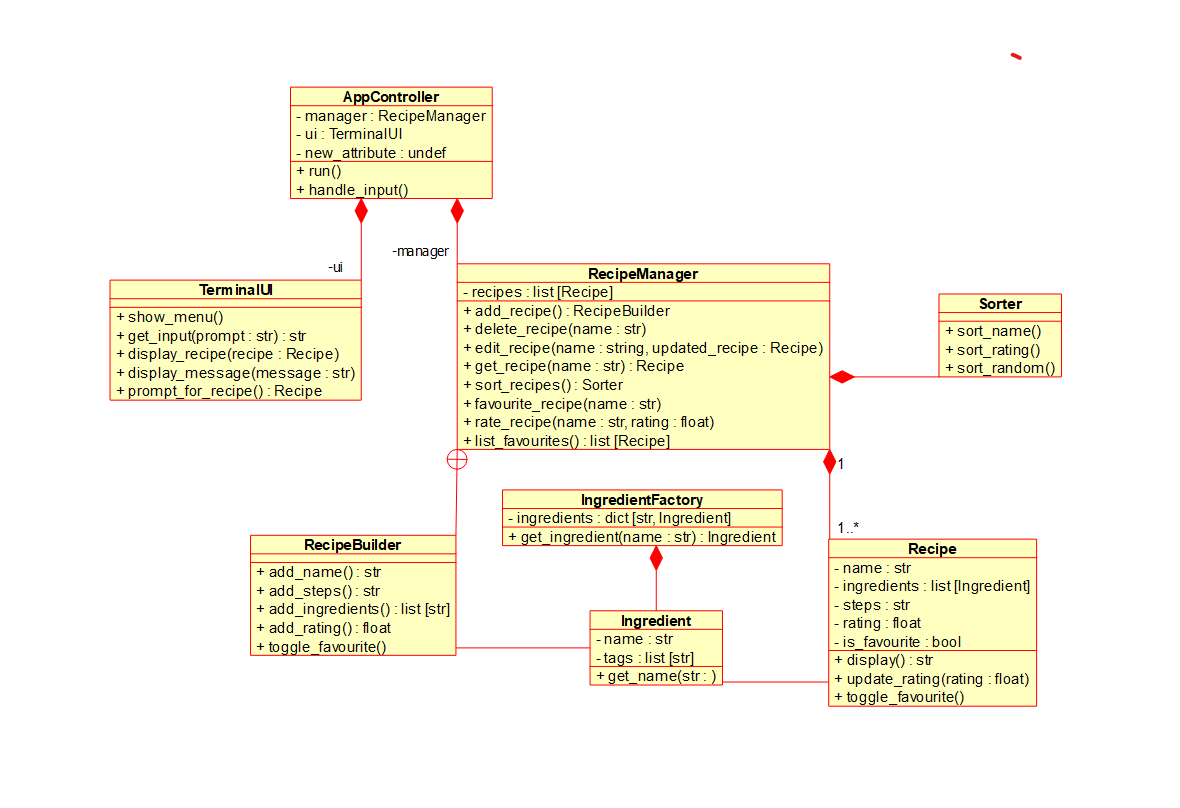 AppController
- manager : RecipeManager
- ui : TerminalUI
- new_attribute : undef
+ run()
+ handle_input()
-manager
-ui
TerminalUI
+ show_menu()
+ get_input(prompt : str) : str
+ display_recipe(recipe : Recipe)
+ display_message(message : str)
+ prompt_for_recipe() : Recipe
RecipeManager
- recipes : list [Recipe]
+ add_recipe() : RecipeBuilder
+ delete_recipe(name : str)
+ edit_recipe(name : string, updated_recipe : Recipe)
+ get_recipe(name : str) : Recipe
+ sort_recipes() : Sorter
+ favourite_recipe(name : str)
+ rate_recipe(name : str, rating : float)
+ list_favourites() : list [Recipe]
Sorter
+ sort_name()
+ sort_rating()
+ sort_random()
1
1..*
IngredientFactory
- ingredients : dict [str, Ingredient]
+ get_ingredient(name : str) : Ingredient
RecipeBuilder
+ add_name() : str
+ add_steps() : str
+ add_ingredients() : list [str]
+ add_rating() : float
+ toggle_favourite()
Ingredient
- name : str
- tags : list [str]
+ get_name(str : )
Recipe
- name : str
- ingredients : list [Ingredient]
- steps : str
- rating : float
- is_favourite : bool
+ display() : str
+ update_rating(rating : float)
+ toggle_favourite()